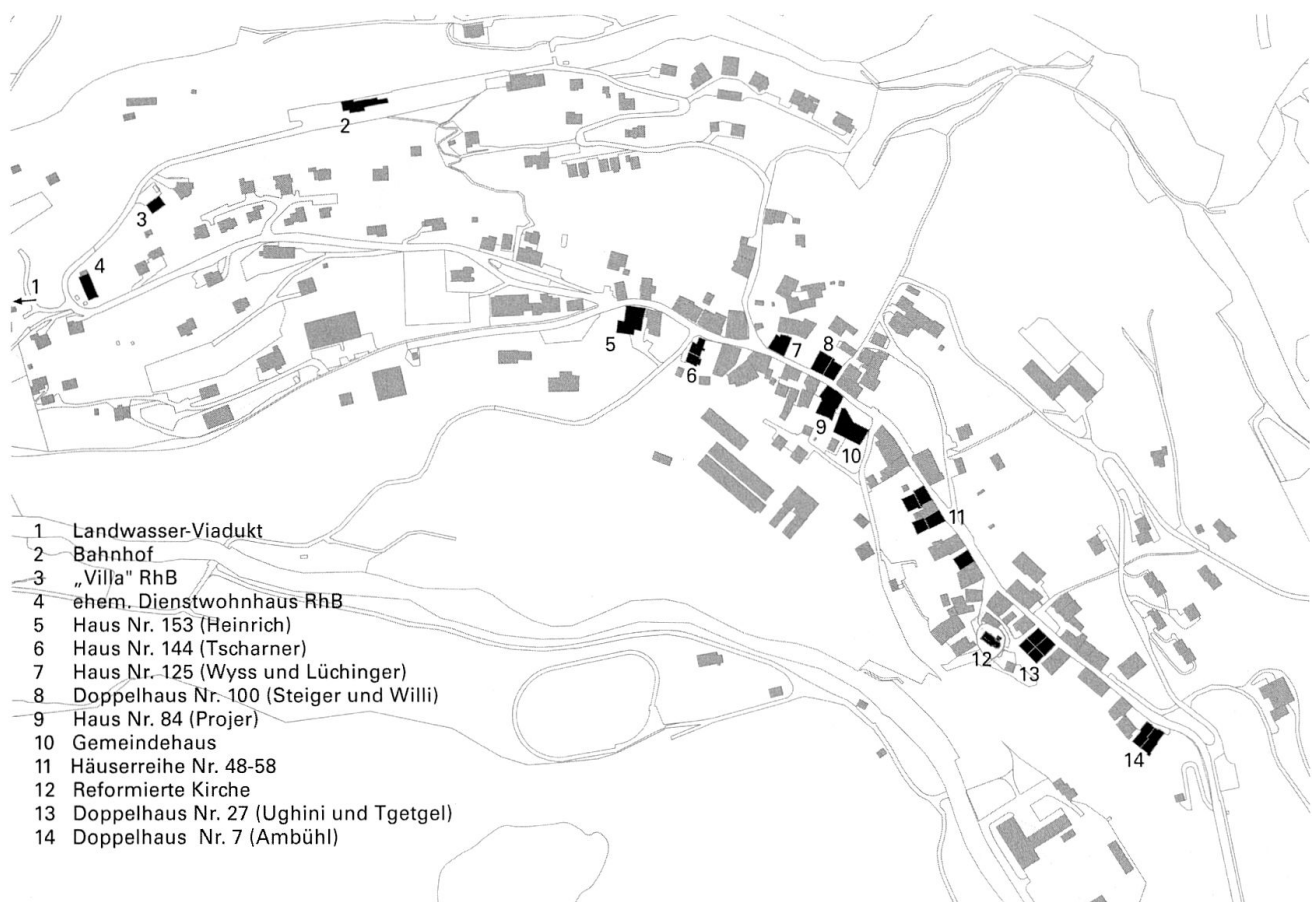 2
3
4
1
5
6
7
8
9
10
11
12
13
14
1 Landwasser-Viadukt
2 Bahnhof
3 „Villa" RhB
4 ehem. Dienstwohnhaus RhB
5 Haus Nr. 153 (Heinrich)
6 Haus Nr. 144 (Tscharner)
7 Haus Nr. 125 (Wyss und Lüchinger)
8 Doppelhaus Nr. 100 (Steiger und Willi)
9 Haus Nr. 84 (Projer)
10 Gemeindehaus
11 Häuserreihe Nr. 48-58
12 Reformierte Kirche
13 Doppelhaus Nr. 27 (Ughini und Tgetgel)
14 Doppelhaus Nr. 7 (Ambühl)